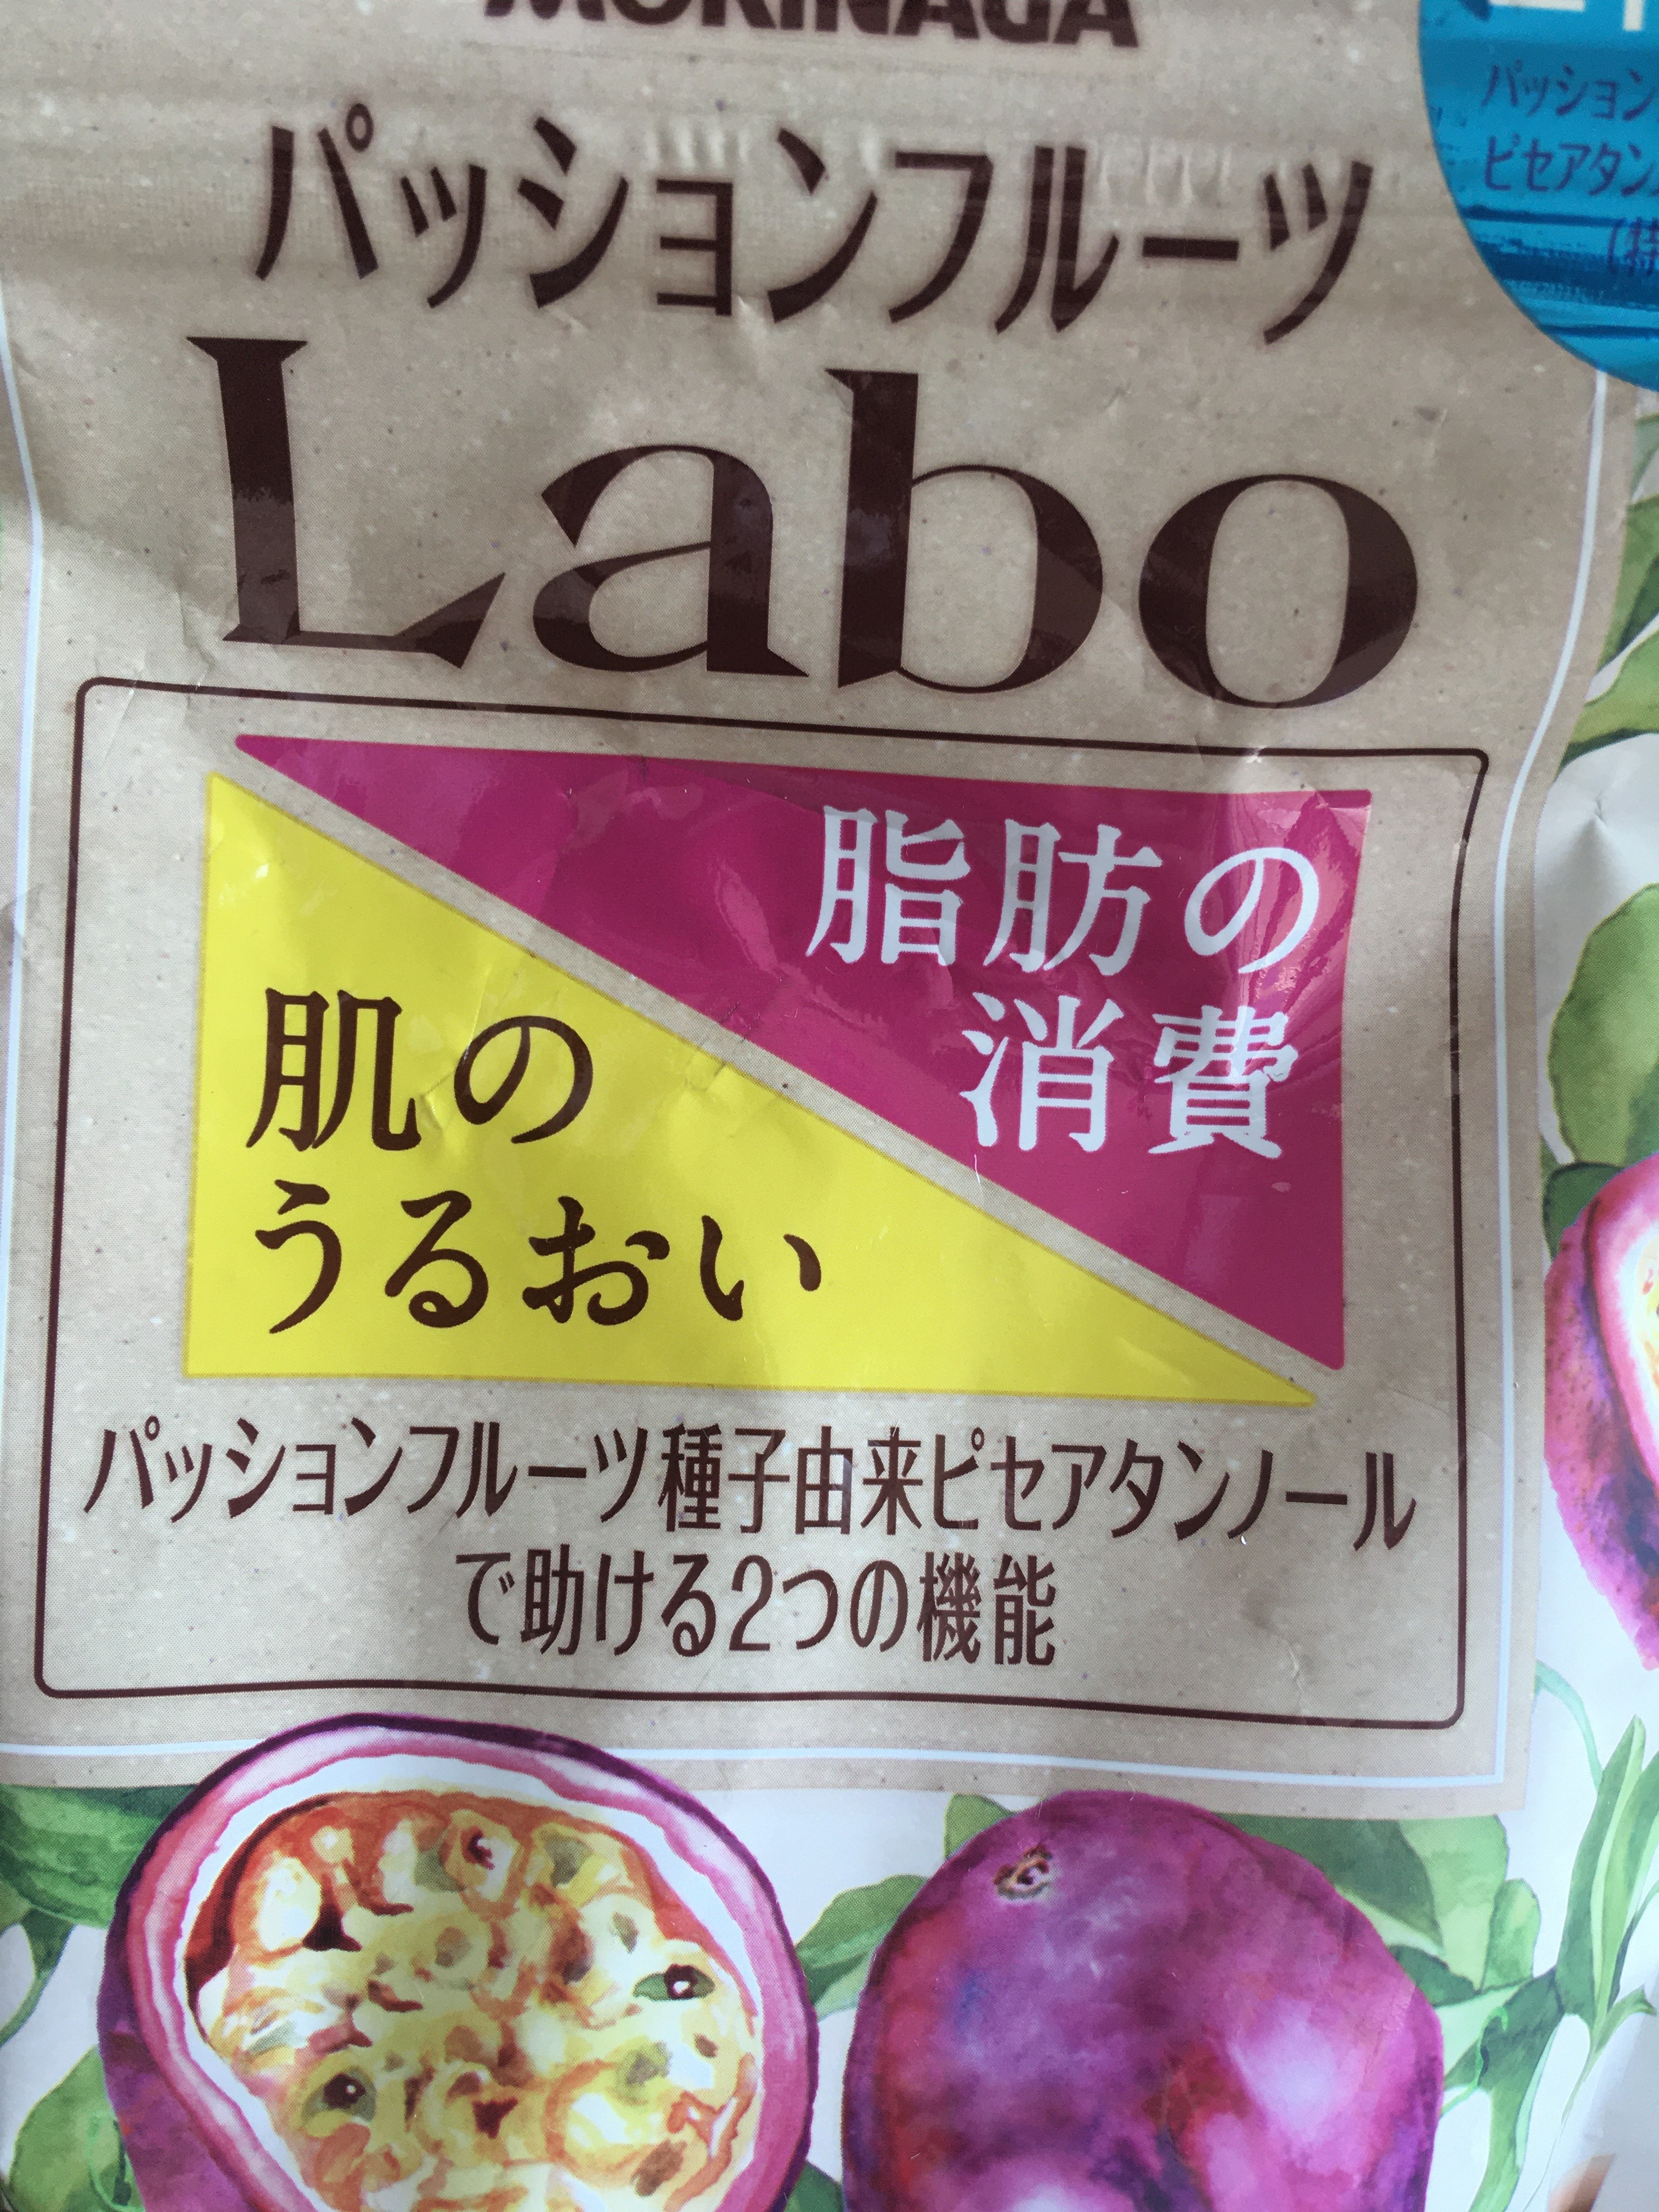 MORINAGA
パッションフルーツ
Labo
脂肪の
消費
肌の
うるおい
パッションフルーツ種子由来ピセアタンノール
で助ける2つの機能
パッション
ピセアタン
(特